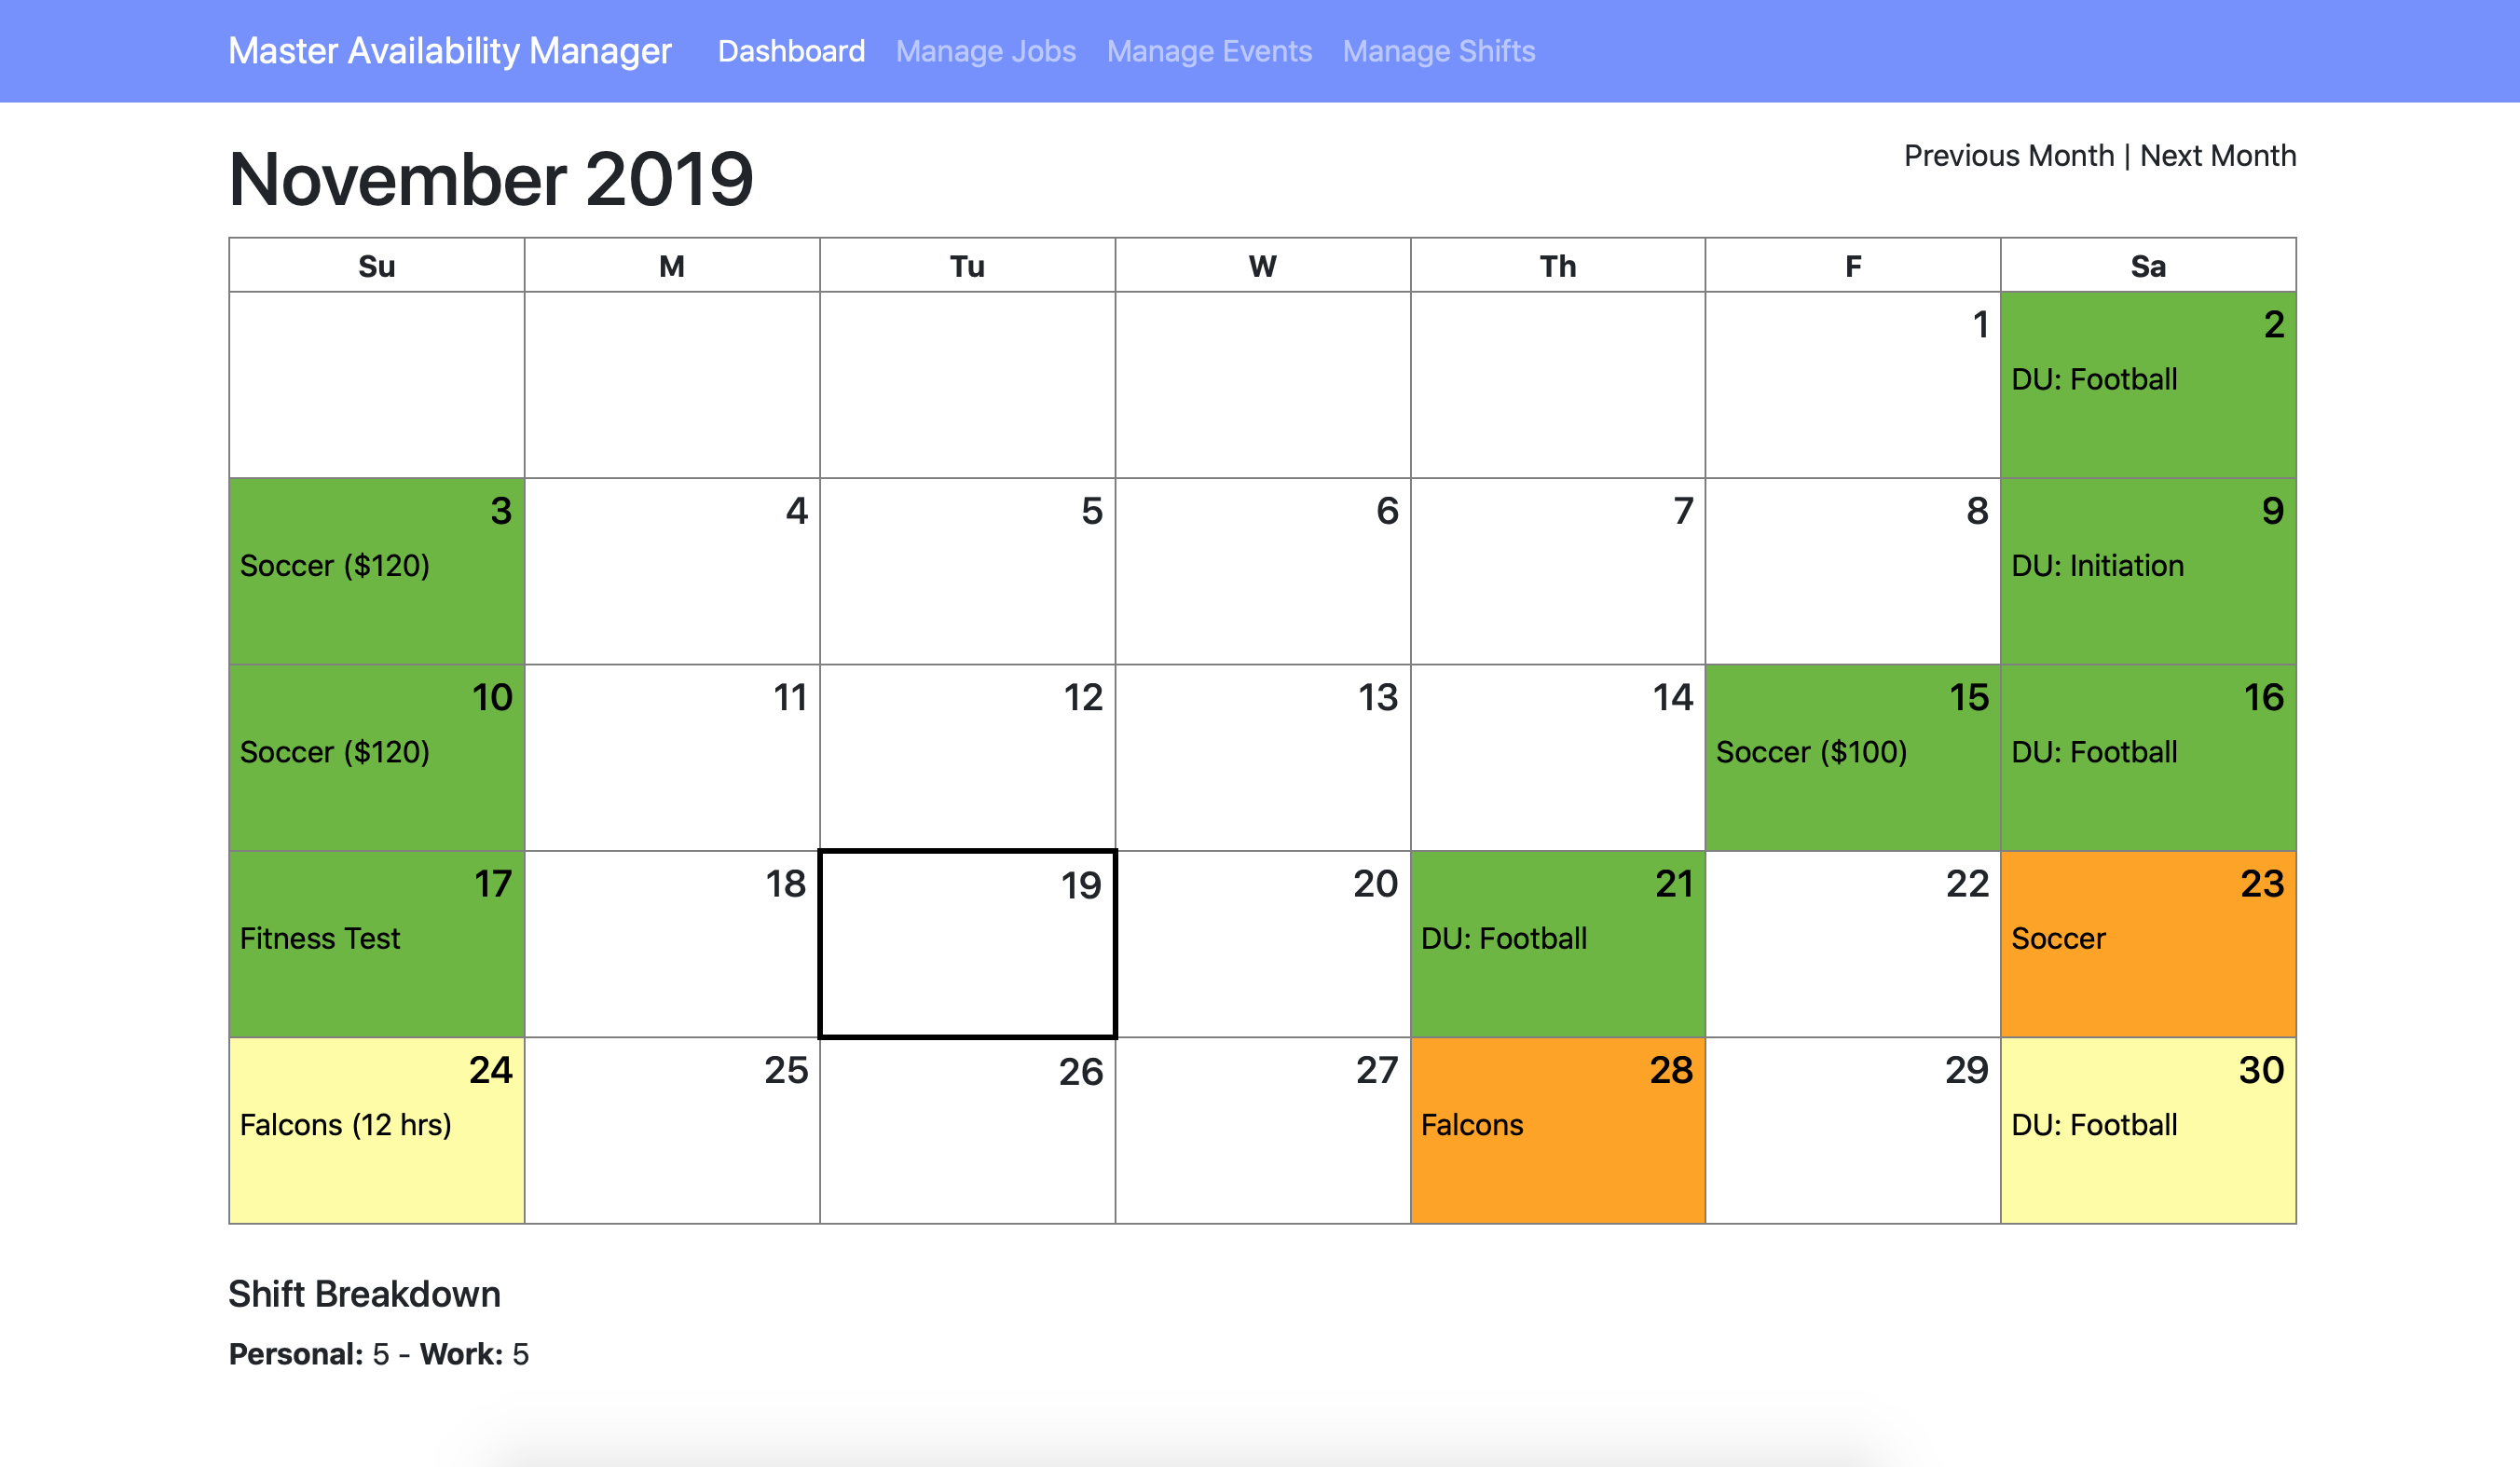 Master Availability Manager Dashboard Manage Jobs Manage Events Manage Shifts
November 2019
Previous Month | Next Month
Su M Tu W Th F Sa
1 2
DU: Football
3 4 5 6 7 8 9
Soccer ($120) DU: Initiation
10 11 12 13 14 15 16
Soccer ($120) Soccer ($100) DU: Football
17 18 19 20 21 22 23
Fitness Test DU: Football Soccer
24 25 26 27 28 29 30
Falcons (12 hrs) Falcons DU: Football
Shift Breakdown
Personal: 5 - Work: 5